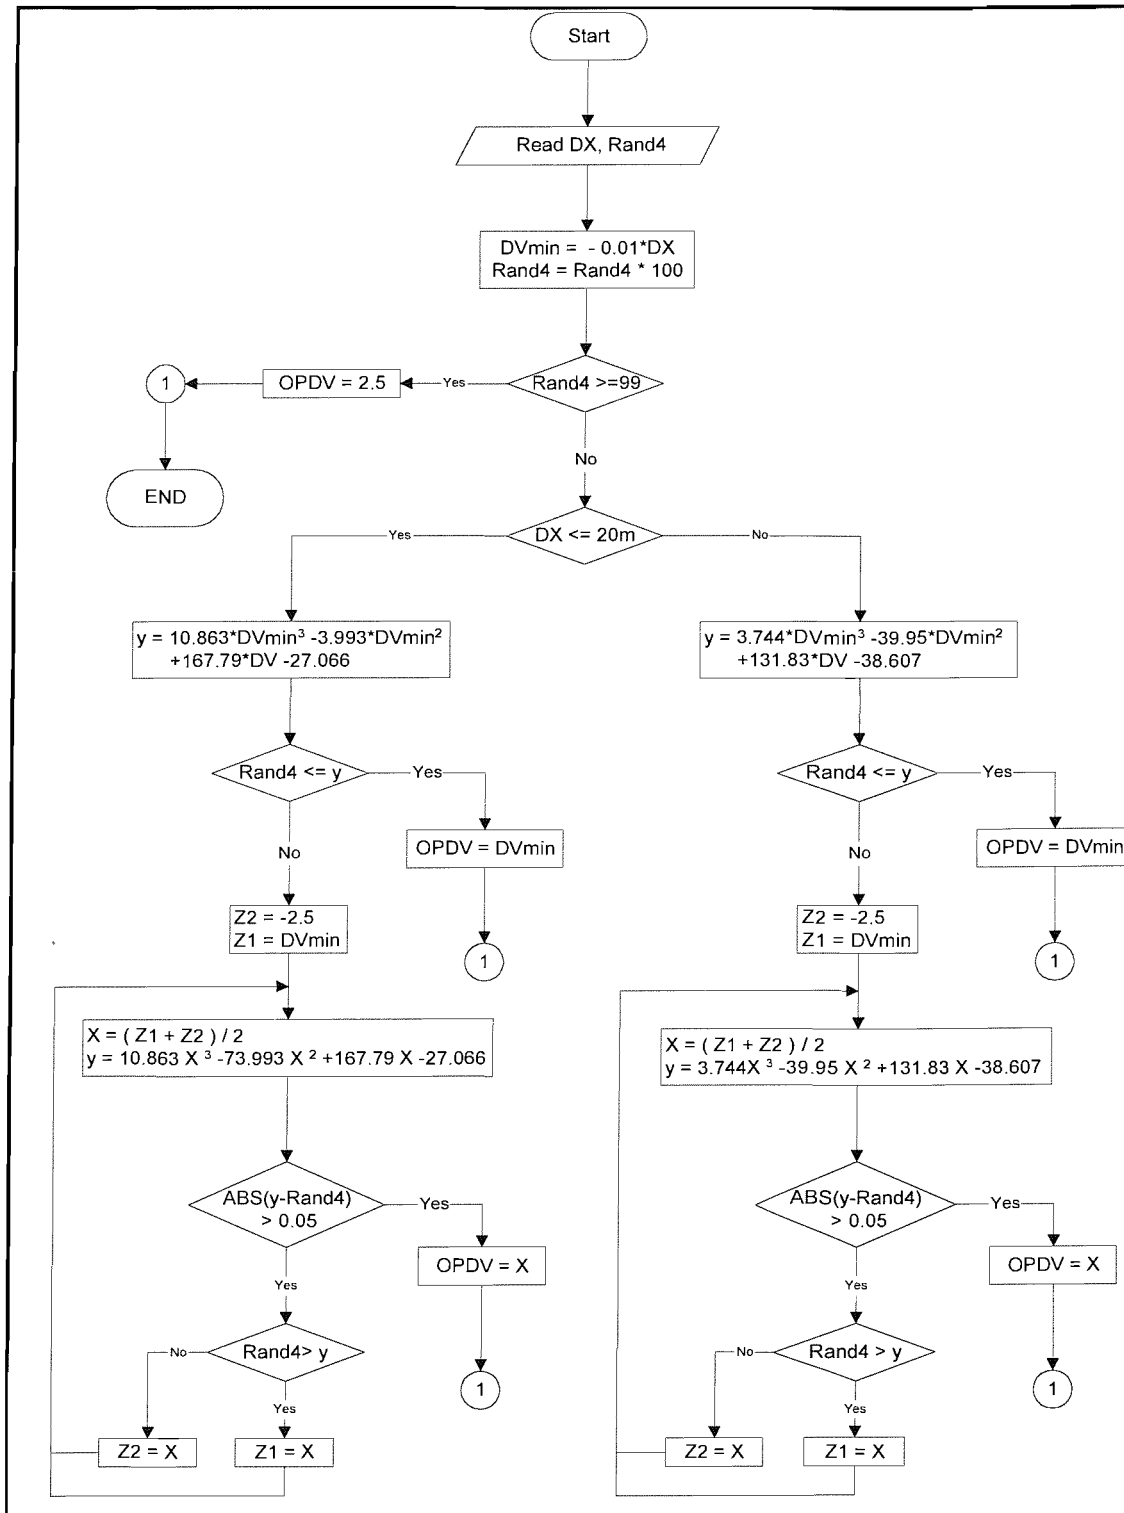 Start
Read DX, Rand4
DVmin = - 0.01*DX
Rand4 = Rand4 * 100
Rand4 >=99
Yes
OPDV = 2.5
1
END
No
DX <= 20m
Yes
No
y = 10.863*DVmin³ -3.993*DVmin²
+167.79*DV -27.066
Rand4 <= y
Yes
OPDV = DVmin
1
No
Z2 = -2.5
Z1 = DVmin
X = ( Z1 + Z2 ) / 2
y = 10.863 X ³ -73.993 X ² +167.79 X -27.066
ABS(y-Rand4)
> 0.05
Yes
OPDV = X
1
Yes
Rand4> y
No
Yes
Z2 = X
Z1 = X
y = 3.744*DVmin³ -39.95*DVmin²
+131.83*DV -38.607
Rand4 <= y
Yes
OPDV = DVmin
1
No
Z2 = -2.5
Z1 = DVmin
X = ( Z1 + Z2 ) / 2
y = 3.744X ³ -39.95 X ² +131.83 X -38.607
ABS(y-Rand4)
> 0.05
Yes
OPDV = X
1
Yes
Rand4 > y
No
Yes
Z2 = X
Z1 = X